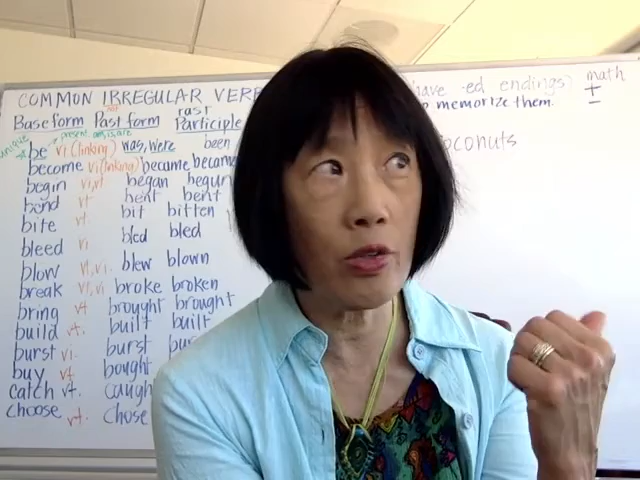 COMMON IRREGULAR VERB
have -ed endings)
math
+
-
to memorize them.
Base form Past form Participle
past
unique
present: am, is, are
be vi (linking) was, were been
coconuts
become vi (linking) became became
begin vi, vt began begun
bend vt bent bent
bite vt bit bitten
bleed vi bled bled
blow vt, vi. blew blown
break vt, vi broke broken
bring vt brought brought
build vt. built built
burst vi. burst
buy vt bought
catch vt.
choose vt. chose